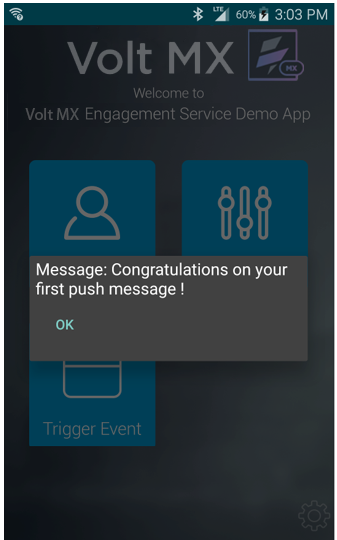 LTE 60% 3:03 PM
Volt MX
MX
Welcome to
Volt MX Engagement Service Demo App
Message: Congratulations on your
first push message !
OK
Trigger Event